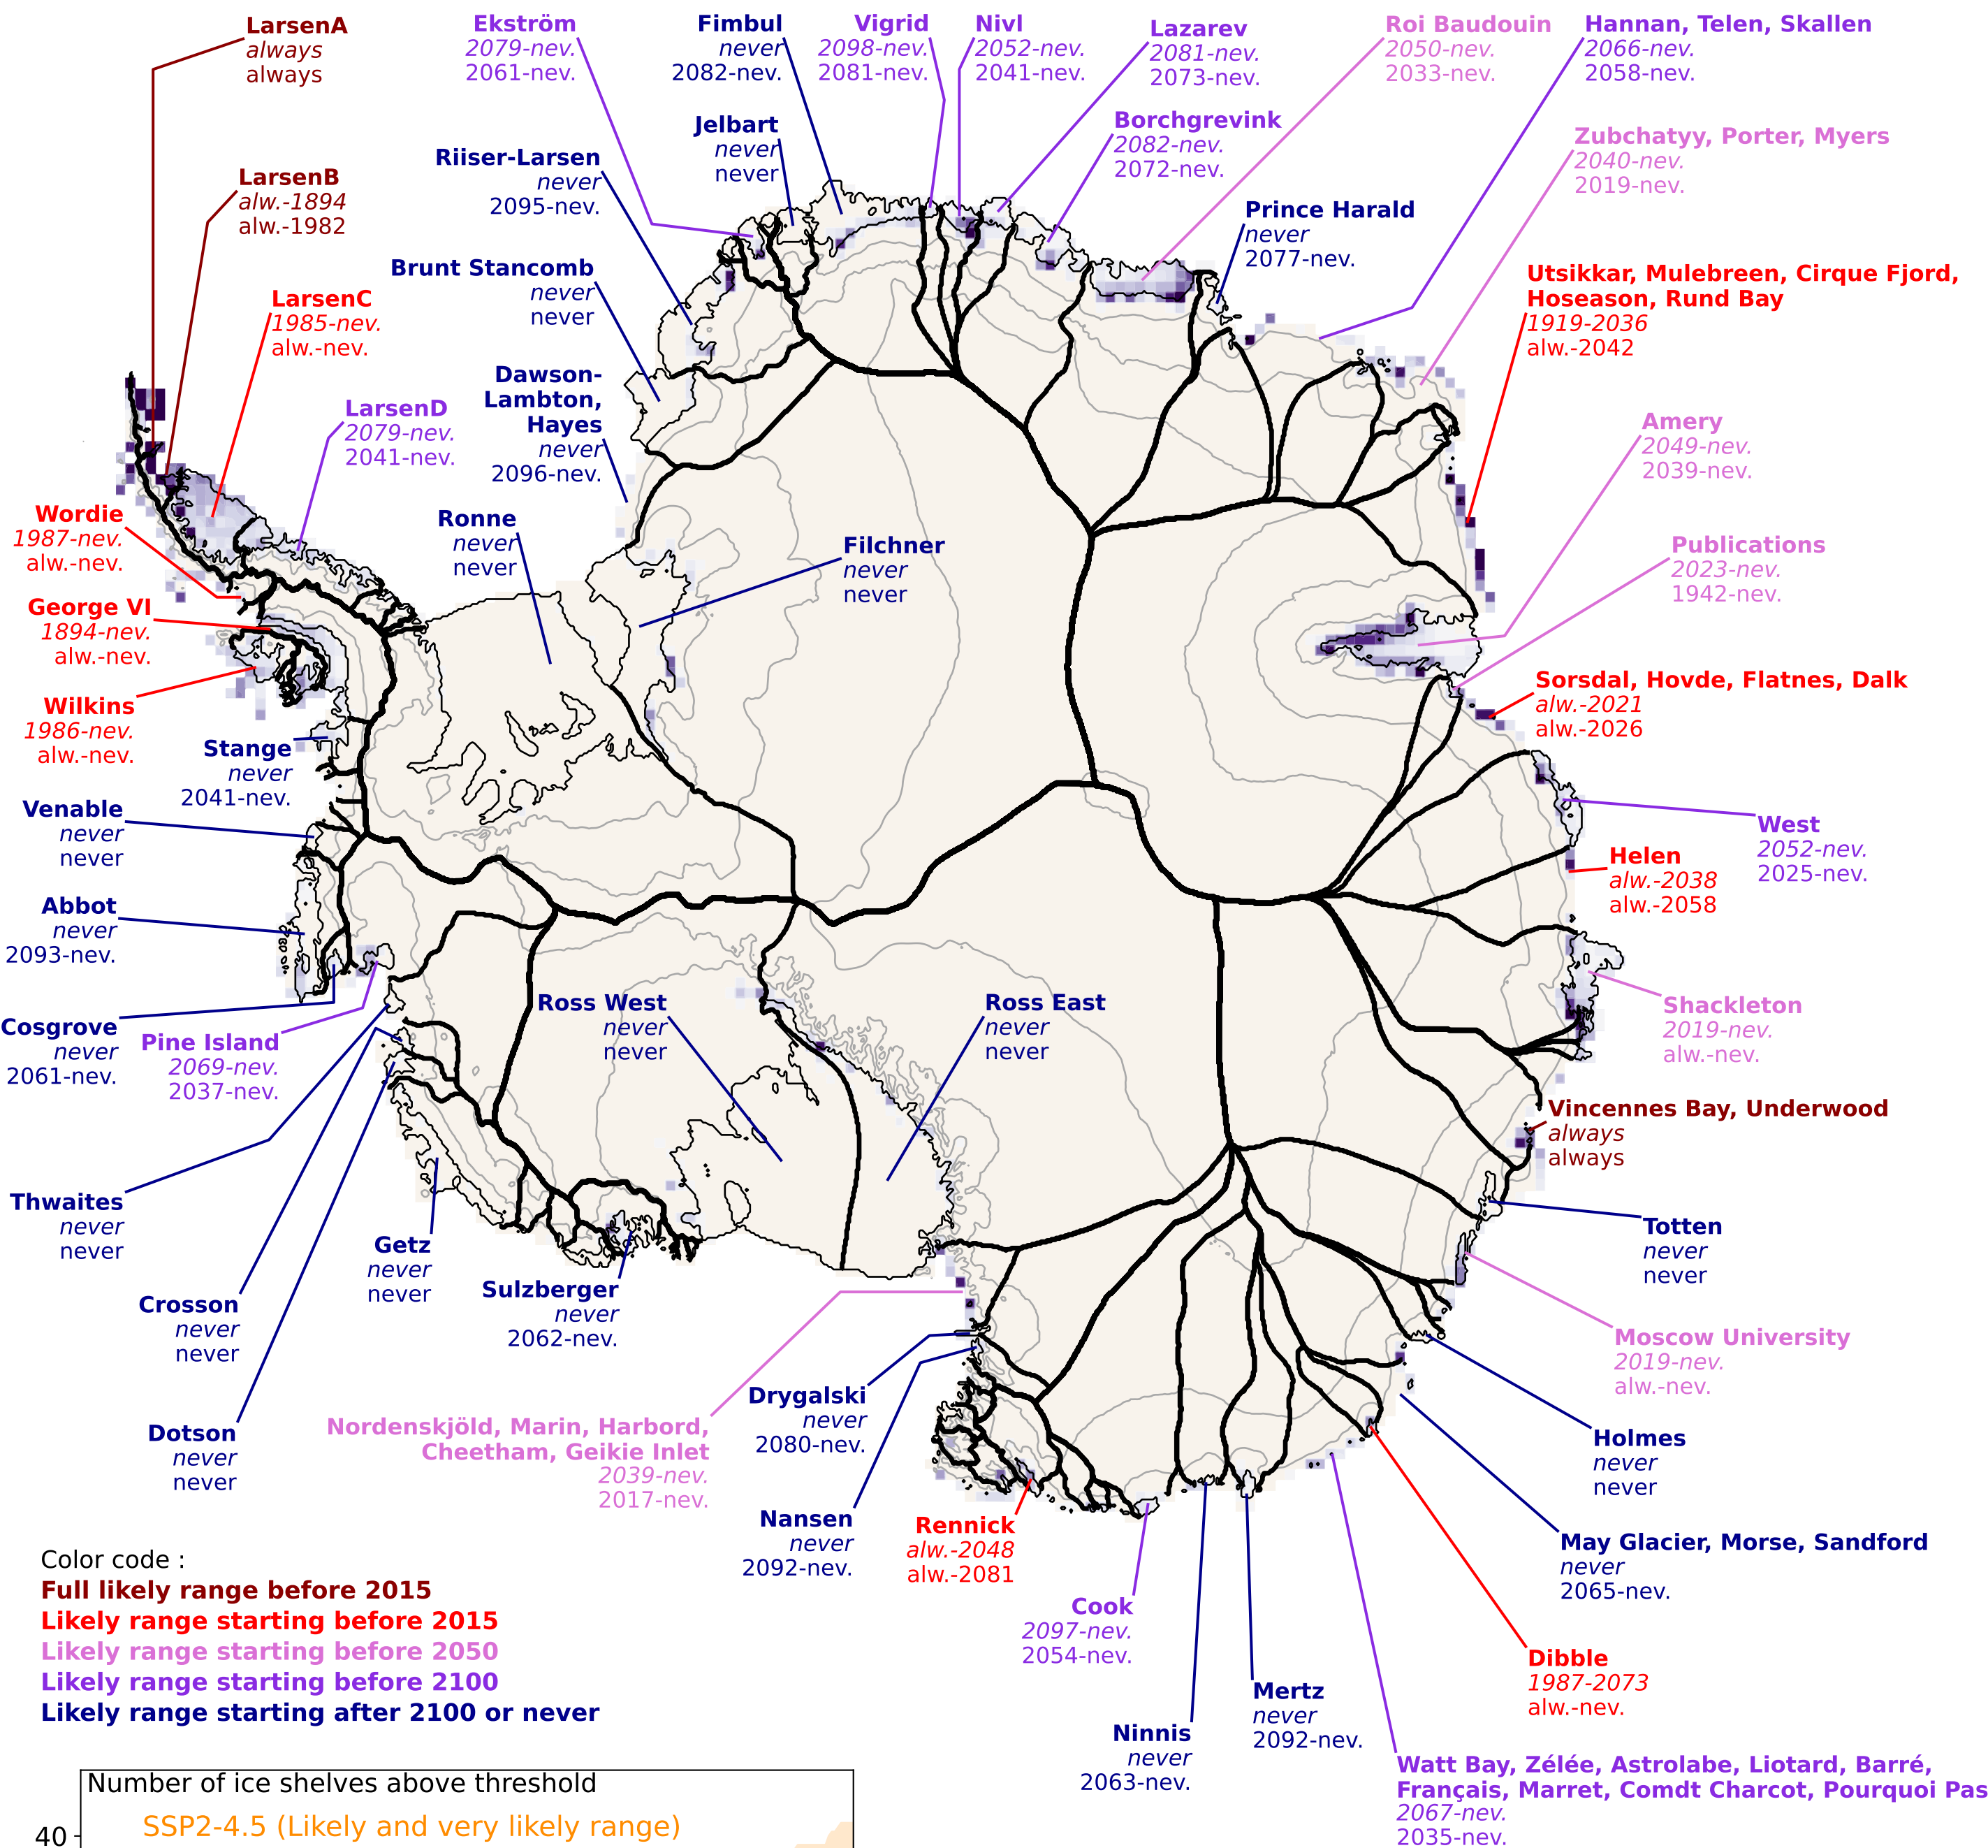 LarsenA
always
always
Ekström
2079-nev.
2061-nev.
Fimbul
never
2082-nev.
Vigrid
2098-nev.
2081-nev.
Nivl
2052-nev.
2041-nev.
Lazarev
2081-nev.
2073-nev.
Roi Baudouin
2050-nev.
2033-nev.
Hannan, Telen, Skallen
2066-nev.
2058-nev.
Jelbart
never
never
Borchgrevink
2082-nev.
2072-nev.
Zubchatyy, Porter, Myers
2040-nev.
2019-nev.
Riiser-Larsen
never
2095-nev.
LarsenB
alw.-1894
alw.-1982
Prince Harald
never
2077-nev.
Brunt Stancomb
never
never
Utsikkar, Mulebreen, Cirque Fjord,
Hoseason, Rund Bay
1919-2036
alw.-2042
LarsenC
1985-nev.
alw.-nev.
Dawson-
Lambton,
Hayes
never
2096-nev.
LarsenD
2079-nev.
2041-nev.
Amery
2049-nev.
2039-nev.
Wordie
1987-nev.
alw.-nev.
Ronne
never
never
Filchner
never
never
Publications
2023-nev.
1942-nev.
George VI
1894-nev.
alw.-nev.
Sorsdal, Hovde, Flatnes, Dalk
alw.-2021
alw.-2026
Wilkins
1986-nev.
alw.-nev.
Stange
never
2041-nev.
Venable
never
never
West
2052-nev.
2025-nev.
Helen
alw.-2038
alw.-2058
Abbot
never
2093-nev.
Ross West
never
never
Ross East
never
never
Shackleton
2019-nev.
alw.-nev.
Cosgrove
never
2061-nev.
Pine Island
2069-nev.
2037-nev.
Vincennes Bay, Underwood
always
always
Thwaites
never
never
Totten
never
never
Getz
never
never
Sulzberger
never
2062-nev.
Crosson
never
never
Moscow University
2019-nev.
alw.-nev.
Drygalski
never
2080-nev.
Nordenskjöld, Marin, Harbord,
Cheetham, Geikie Inlet
2039-nev.
2017-nev.
Dotson
never
never
Holmes
never
never
Nansen
never
2092-nev.
Rennick
alw.-2048
alw.-2081
May Glacier, Morse, Sandford
never
2065-nev.
Cook
2097-nev.
2054-nev.
Dibble
1987-2073
alw.-nev.
Mertz
never
2092-nev.
Ninnis
never
2063-nev.
Watt Bay, Zélée, Astrolabe, Liotard, Barré,
Français, Marret, Comdt Charcot, Pourquoi Pas
2067-nev.
2035-nev.
Color code :
Full likely range before 2015
Likely range starting before 2015
Likely range starting before 2050
Likely range starting before 2100
Likely range starting after 2100 or never
Number of ice shelves above threshold
SSP2-4.5 (Likely and very likely range)
40